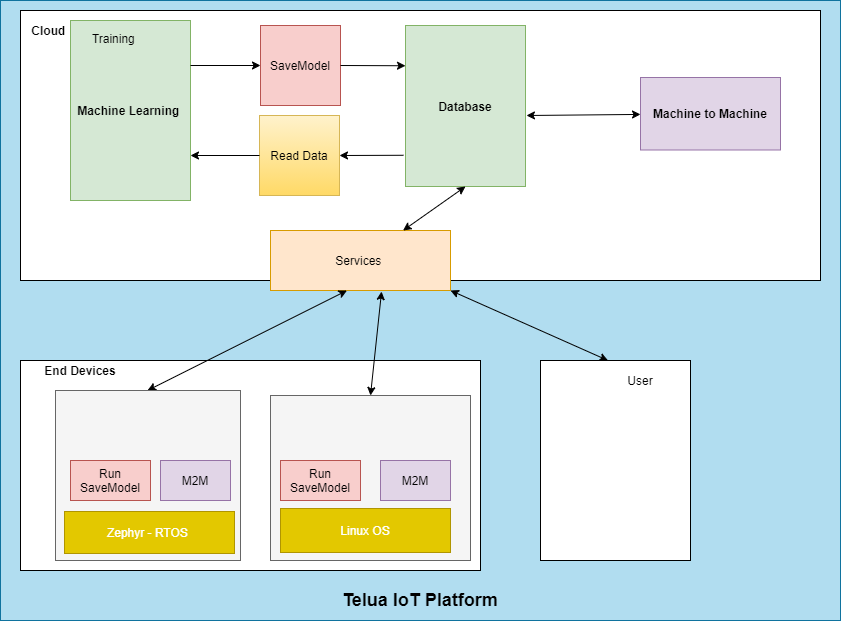 Cloud
Training
SaveModel
Machine Learning
Database
Machine to Machine
Read Data
Services
End Devices
User
Run
SaveModel
M2M
Run
SaveModel
M2M
Zephyr - RTOS
Linux OS
Telua IoT Platform